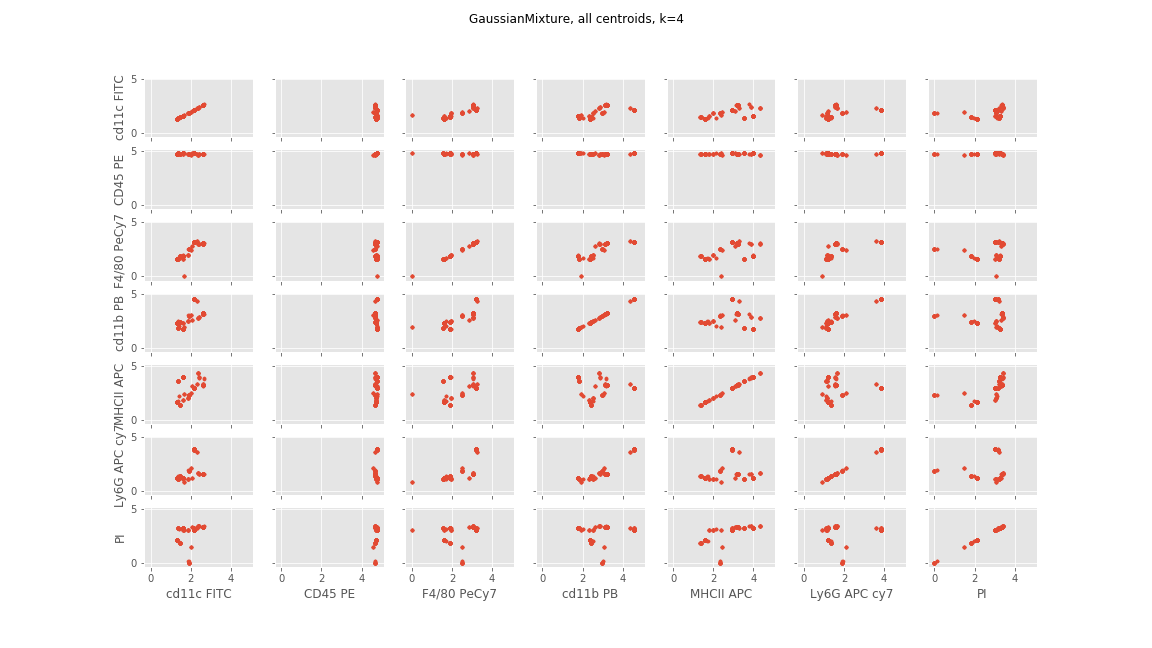 GaussianMixture, all centroids, k=4
cd11c FITC
5
0
CD45 PE
5
0
F4/80 PeCy7
5
0
cd11b PB
5
0
MHCII APC
5
0
Ly6G APC cy7
5
0
PI
5
0
0 2 4 0 2 4 0 2 4 0 2 4 0 2 4 0 2 4 0 2 4
cd11c FITC CD45 PE F4/80 PeCy7 cd11b PB MHCII APC Ly6G APC cy7 PI